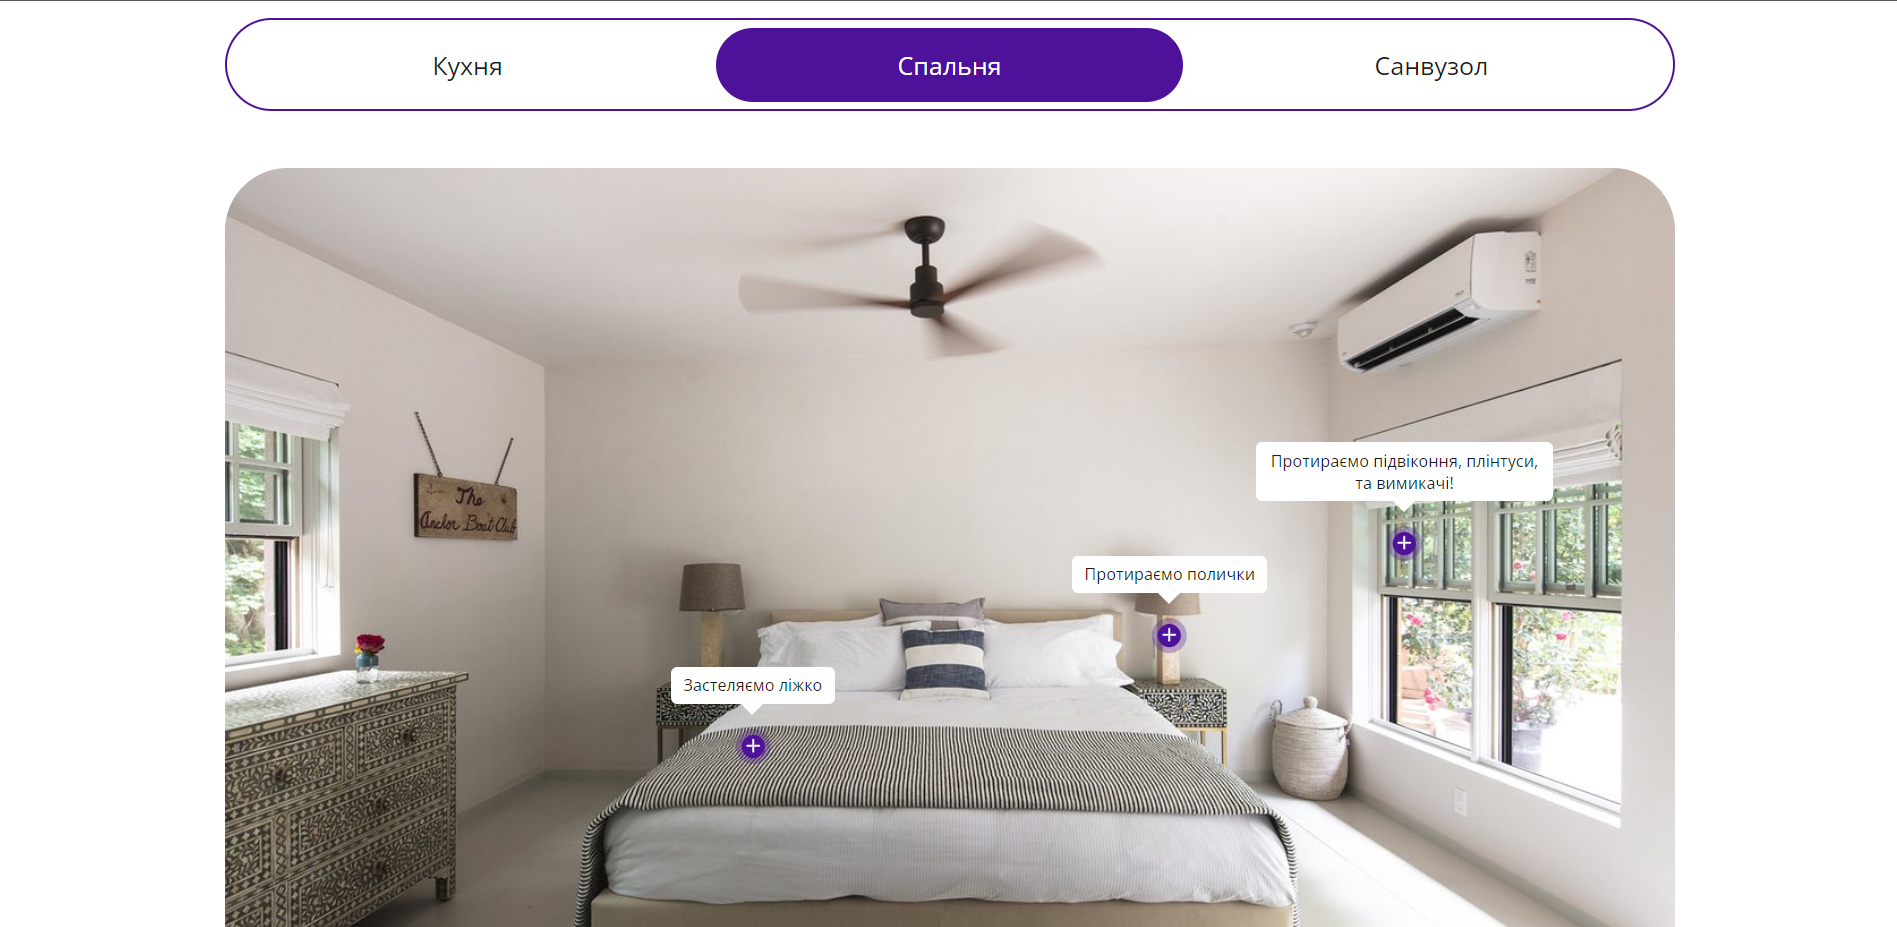 Кухня
Спальня
Санвузол
The
Anchor Boat Club
Протираємо підвіконня, плінтуси,
та вимикачі!
Протираємо полички
Застеляємо ліжко